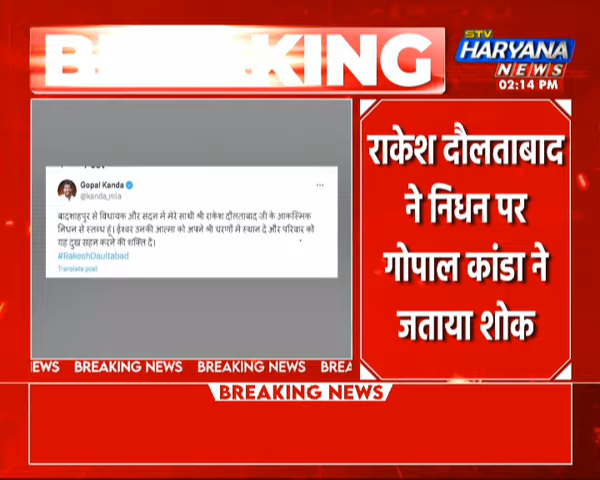 BREAKING
STV
HARYANA
NEWS
02:14 PM
Gopal Kanda
@kanda_mla
बादशाहपुर से विधायक और सदन में मेरे साथी श्री राकेश दौलताबाद जी के आकस्मिक
निधन से स्तब्ध हूं। ईश्वर उनकी आत्मा को अपने श्री चरणों में स्थान दें और परिवार को
यह दुख सहन करने की शक्ति दें।
#RakeshDaultabad
Translate post
राकेश दौलताबाद
ने निधन पर
गोपाल कांडा ने
जताया शोक
NEWS BREAKING NEWS BREAKING NEWS BREA
BREAKING NEWS